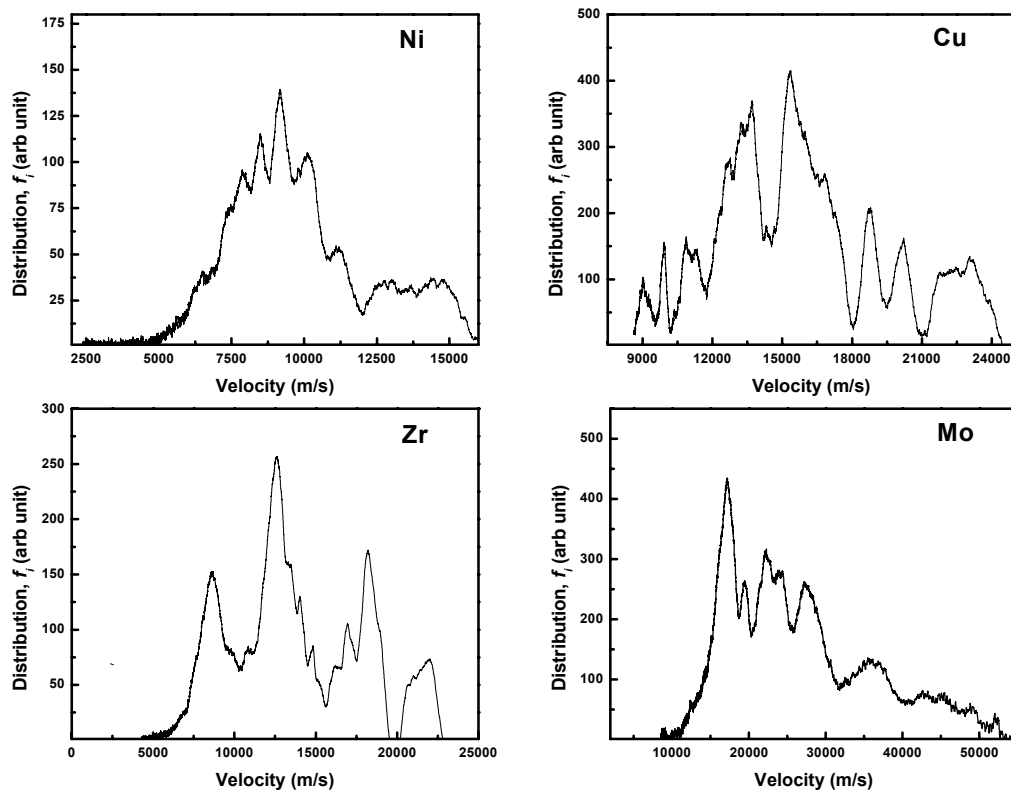 Ni
175
150
125
100
75
50
25
2500 5000 7500 10000 12500 15000
Velocity (m/s)
Distribution, fi (arb unit)
Cu
500
400
300
200
100
9000 12000 15000 18000 21000 24000
Velocity (m/s)
Distribution, fi (arb unit)
Zr
300
250
200
150
100
50
0 5000 10000 15000 20000 25000
Velocity (m/s)
Distribution, fi (arb unit)
Mo
500
400
300
200
100
10000 20000 30000 40000 50000
Velocity (m/s)
Distribution, fi (arb unit)